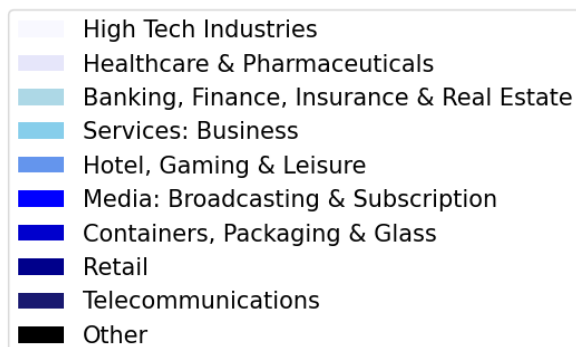 High Tech Industries
Healthcare & Pharmaceuticals
Banking, Finance, Insurance & Real Estate
Services: Business
Hotel, Gaming & Leisure
Media: Broadcasting & Subscription
Containers, Packaging & Glass
Retail
Telecommunications
Other